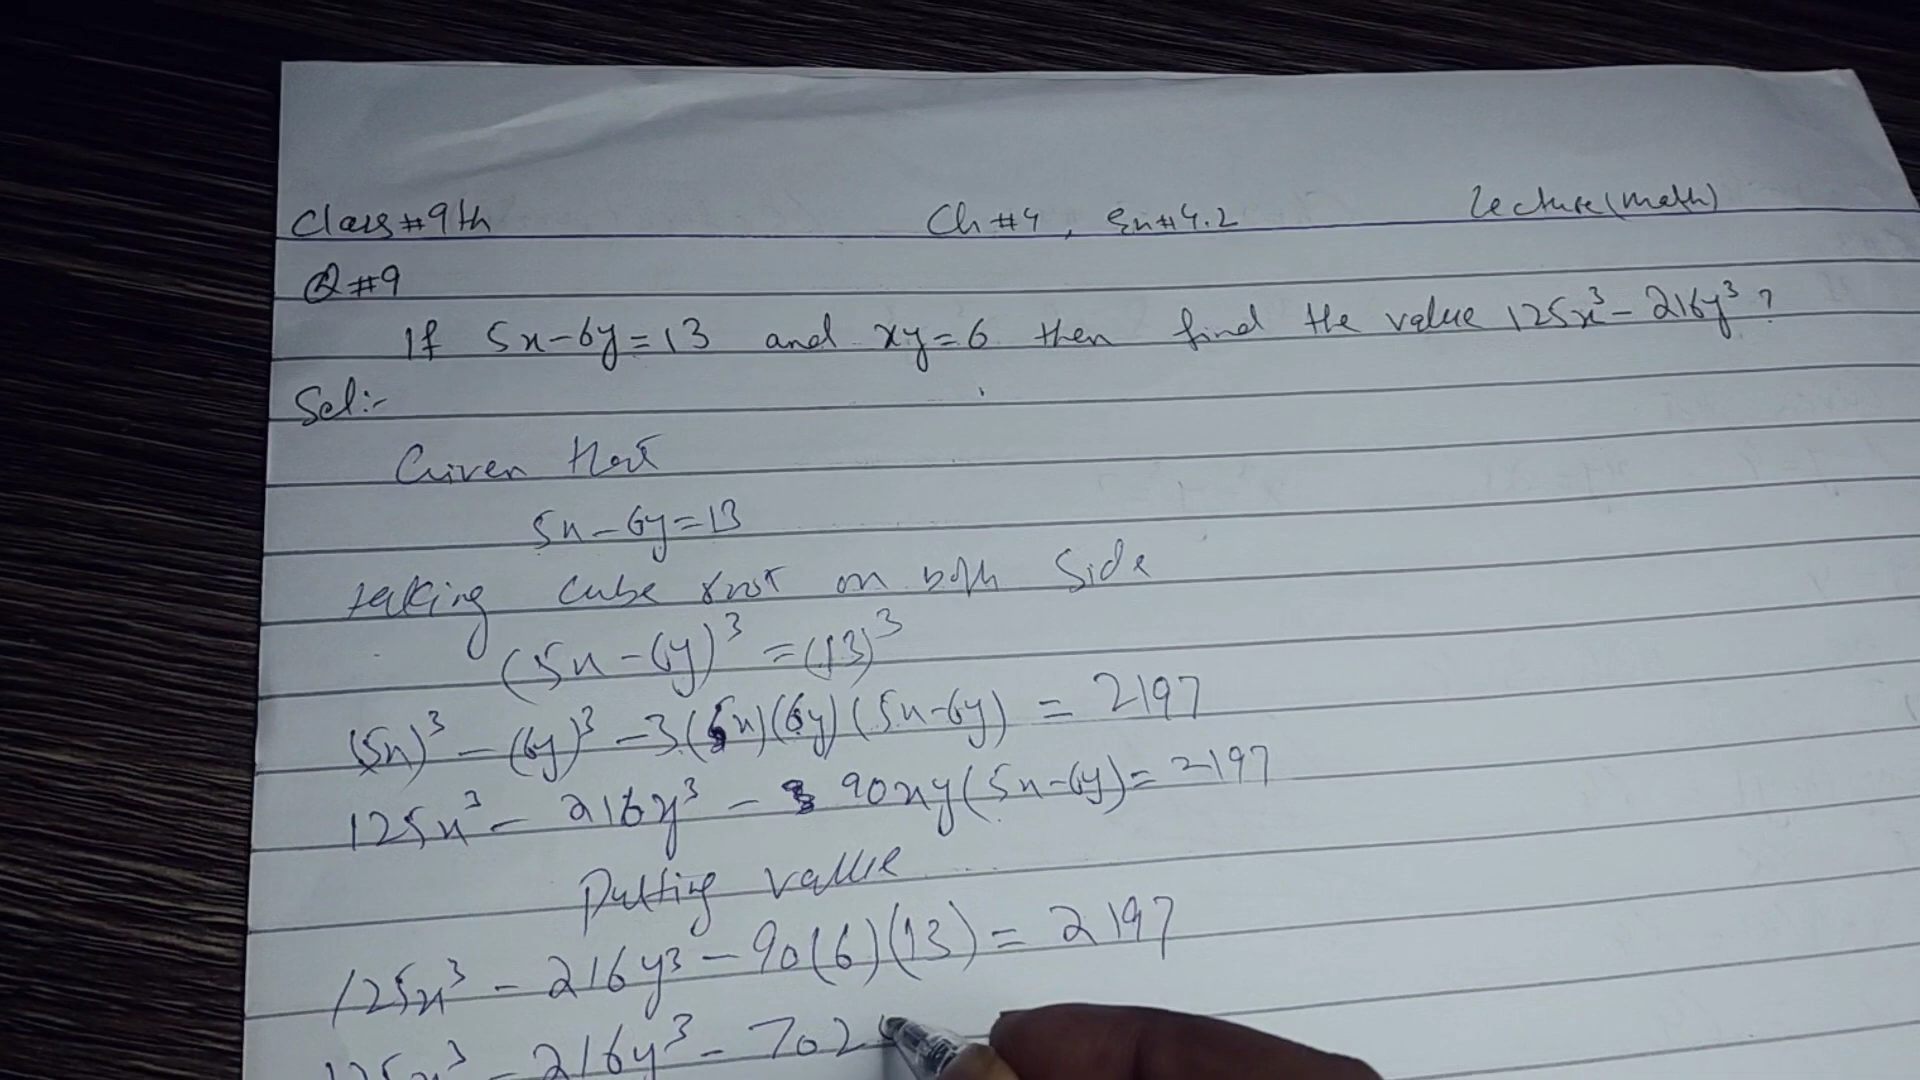 Class #9th Ch #4, Ex#4.2 Lecture(math)
Q #9
If 5x-6y=13 and xy=6 then find the value 125x³-216y³?
Sol:-
Given that
5x-6y=13
taking cube root on both side
(5x-6y)³=(13)³
(5x)³-(6y)³-3(5x)(6y)(5x-6y)=2197
125x³-216y³-90xy(5x-6y)=2197
Putting value
125x³-216y³-90(6)(13)=2197
125x³-216y³-702